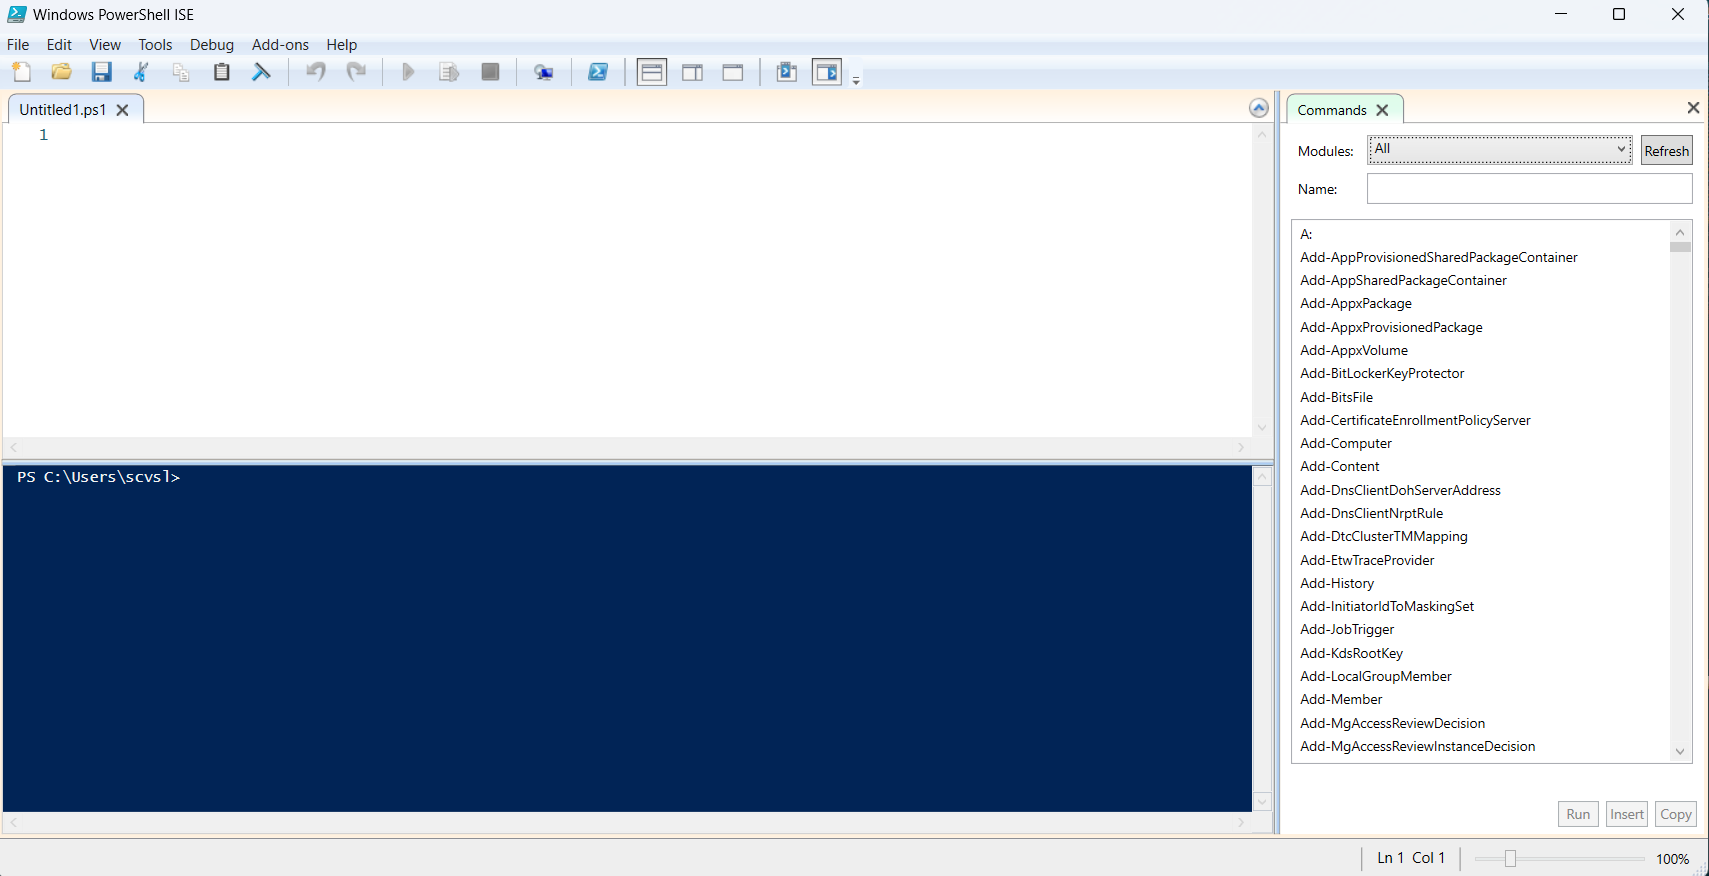 Windows PowerShell ISE
File Edit View Tools Debug Add-ons Help
Untitled1.ps1
1
PS C:\Users\scvsl>
Commands
Modules: All Refresh
Name:
A:
Add-AppProvisionedSharedPackageContainer
Add-AppSharedPackageContainer
Add-AppxPackage
Add-AppxProvisionedPackage
Add-AppxVolume
Add-BitLockerKeyProtector
Add-BitsFile
Add-CertificateEnrollmentPolicyServer
Add-Computer
Add-Content
Add-DnsClientDohServerAddress
Add-DnsClientNrptRule
Add-DtcClusterTMMapping
Add-EtwTraceProvider
Add-History
Add-InitiatorIdToMaskingSet
Add-JobTrigger
Add-KdsRootKey
Add-LocalGroupMember
Add-Member
Add-MgAccessReviewDecision
Add-MgAccessReviewInstanceDecision
Run Insert Copy
Ln 1 Col 1 100%